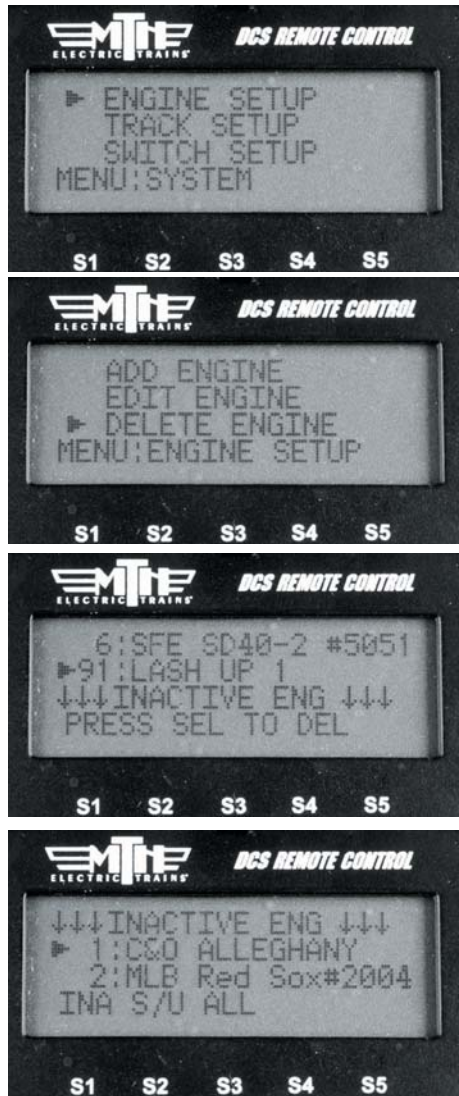 MTH
ELECTRIC TRAINS
DCS REMOTE CONTROL
ENGINE SETUP
TRACK SETUP
SWITCH SETUP
MENU:SYSTEM
S1 S2 S3 S4 S5
MTH
ELECTRIC TRAINS
DCS REMOTE CONTROL
ADD ENGINE
EDIT ENGINE
DELETE ENGINE
MENU:ENGINE SETUP
S1 S2 S3 S4 S5
MTH
ELECTRIC TRAINS
DCS REMOTE CONTROL
6:SFE SD40-2 #5051
91:LASH UP 1
↓↓↓INACTIVE ENG ↓↓↓
PRESS SEL TO DEL
S1 S2 S3 S4 S5
MTH
ELECTRIC TRAINS
DCS REMOTE CONTROL
↓↓↓INACTIVE ENG ↓↓↓
1:C&O ALLEGHANY
2:MLB Red Sox#2004
INA S/U ALL
S1 S2 S3 S4 S5